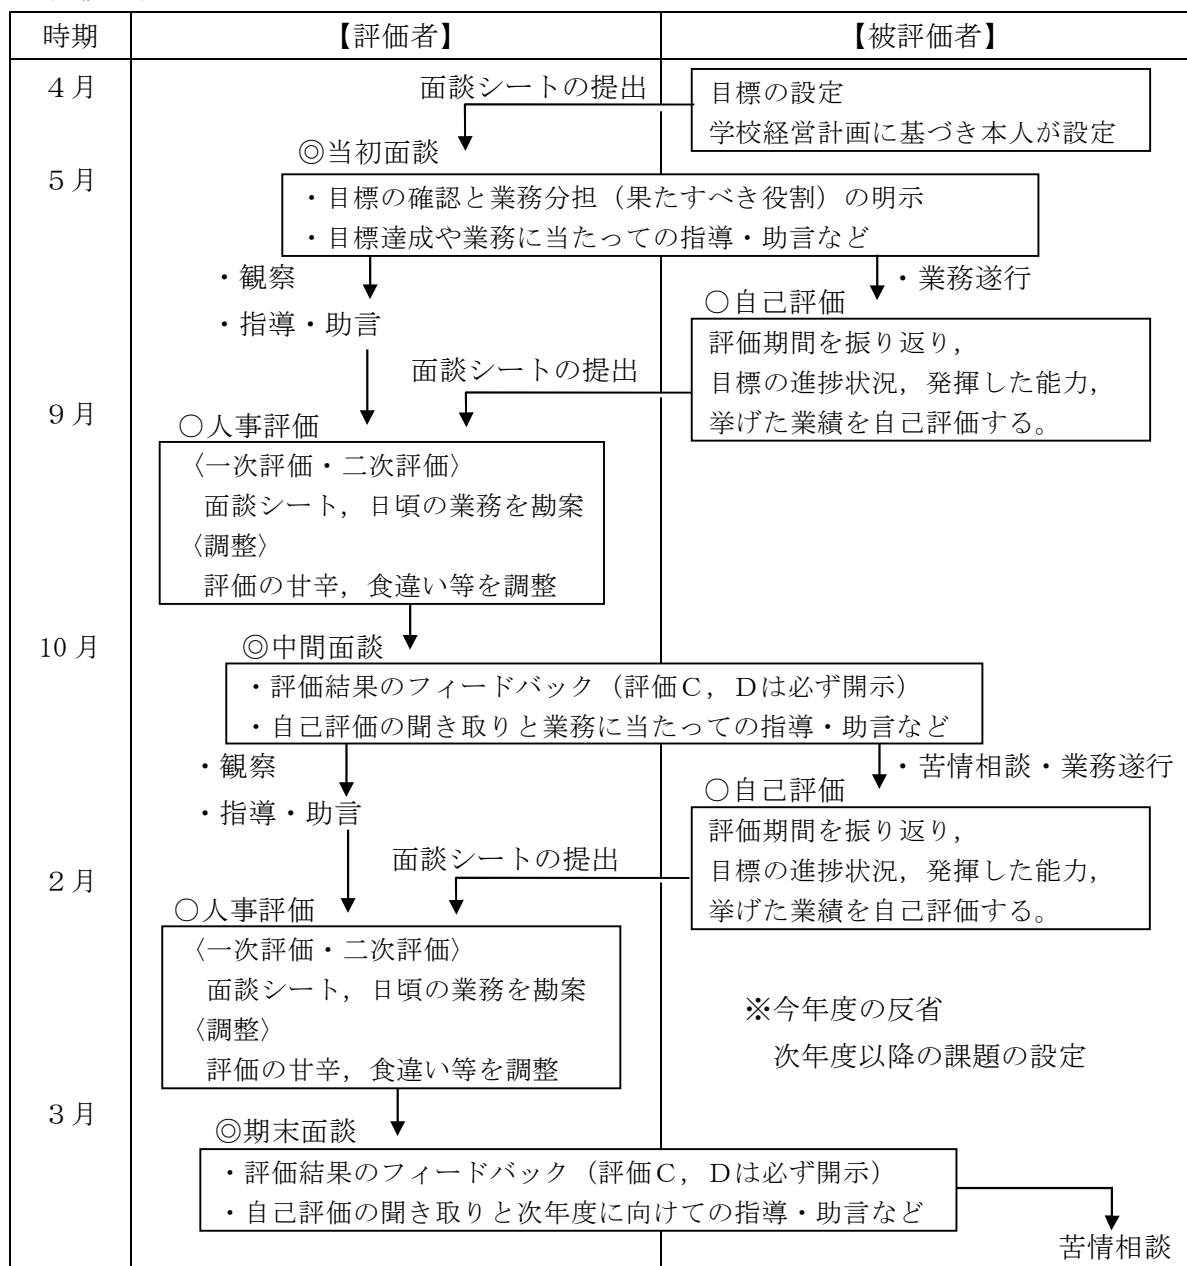 時期 【評価者】 【被評価者】
4月
面談シートの提出
目標の設定
学校経営計画に基づき本人が設定
◎当初面談
5月
・目標の確認と業務分担（果たすべき役割）の明示
・目標達成や業務に当たっての指導・助言など
・観察
・指導・助言
・業務遂行
○自己評価
評価期間を振り返り，
目標の進捗状況，発揮した能力，
挙げた業績を自己評価する。
面談シートの提出
9月
○人事評価
〈一次評価・二次評価〉
面談シート，日頃の業務を勘案
〈調整〉
評価の甘辛，食違い等を調整
10月
◎中間面談
・評価結果のフィードバック（評価Ｃ，Ｄは必ず開示）
・自己評価の聞き取りと業務に当たっての指導・助言など
・観察
・指導・助言
・苦情相談・業務遂行
○自己評価
評価期間を振り返り，
目標の進捗状況，発揮した能力，
挙げた業績を自己評価する。
面談シートの提出
2月
○人事評価
〈一次評価・二次評価〉
面談シート，日頃の業務を勘案
〈調整〉
評価の甘辛，食違い等を調整
※今年度の反省
次年度以降の課題の設定
3月
◎期末面談
・評価結果のフィードバック（評価Ｃ，Ｄは必ず開示）
・自己評価の聞き取りと次年度に向けての指導・助言など
苦情相談